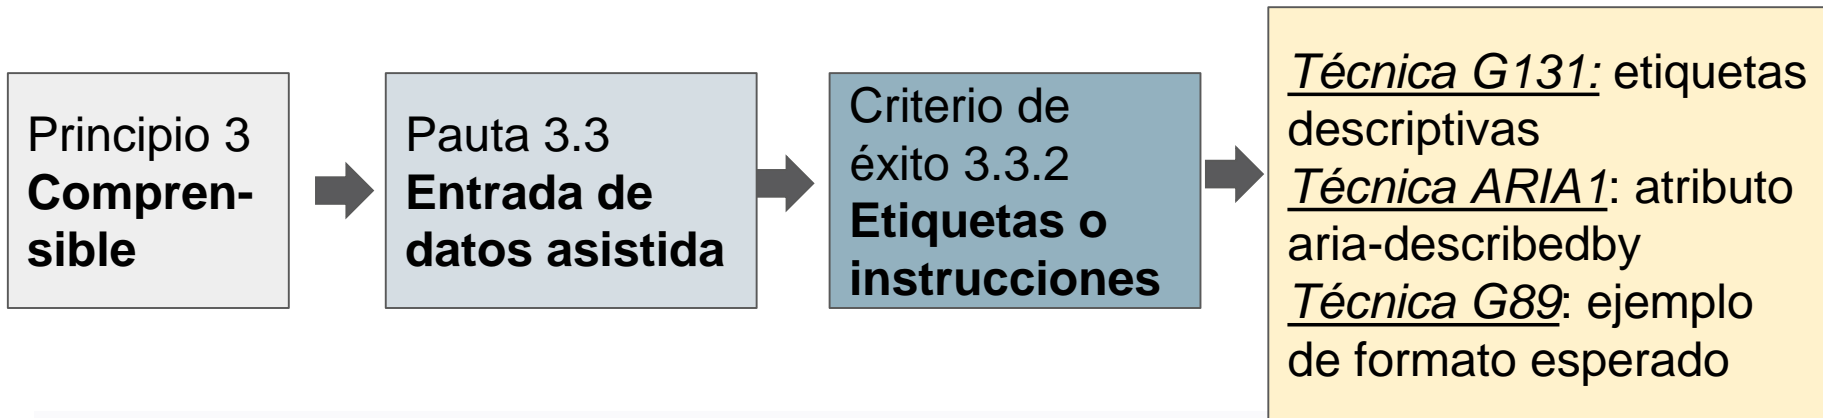 Principio 3
Compren-
sible
Pauta 3.3
Entrada de
datos asistida
Criterio de
éxito 3.3.2
Etiquetas o
instrucciones
Técnica G131: etiquetas
descriptivas
Técnica ARIA1: atributo
aria-describedby
Técnica G89: ejemplo
de formato esperado